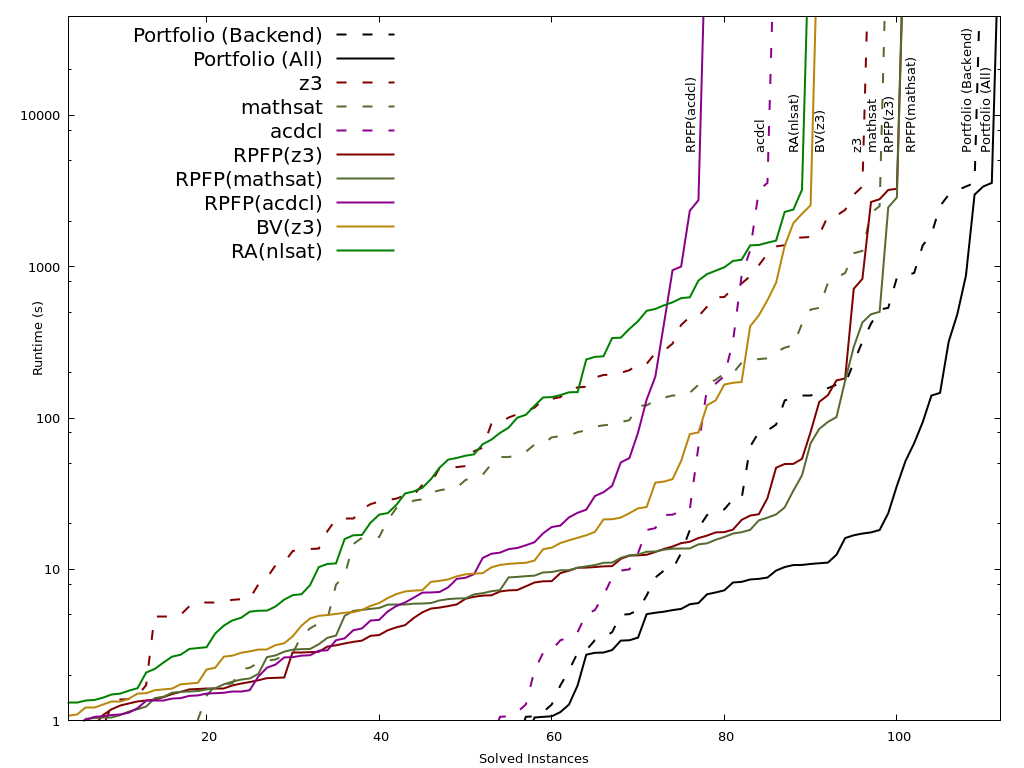 Portfolio (Backend)
Portfolio (All)
z3
mathsat
acdcl
RPFP(z3)
RPFP(mathsat)
RPFP(acdcl)
BV(z3)
RA(nlsat)
RPFP(acdcl)
acdcl
RA(nlsat)
BV(z3)
z3
mathsat
RPFP(z3)
RPFP(mathsat)
Portfolio (Backend)
Portfolio (All)
10000
1000
100
10
1
Runtime (s)
20 40 60 80 100
Solved Instances